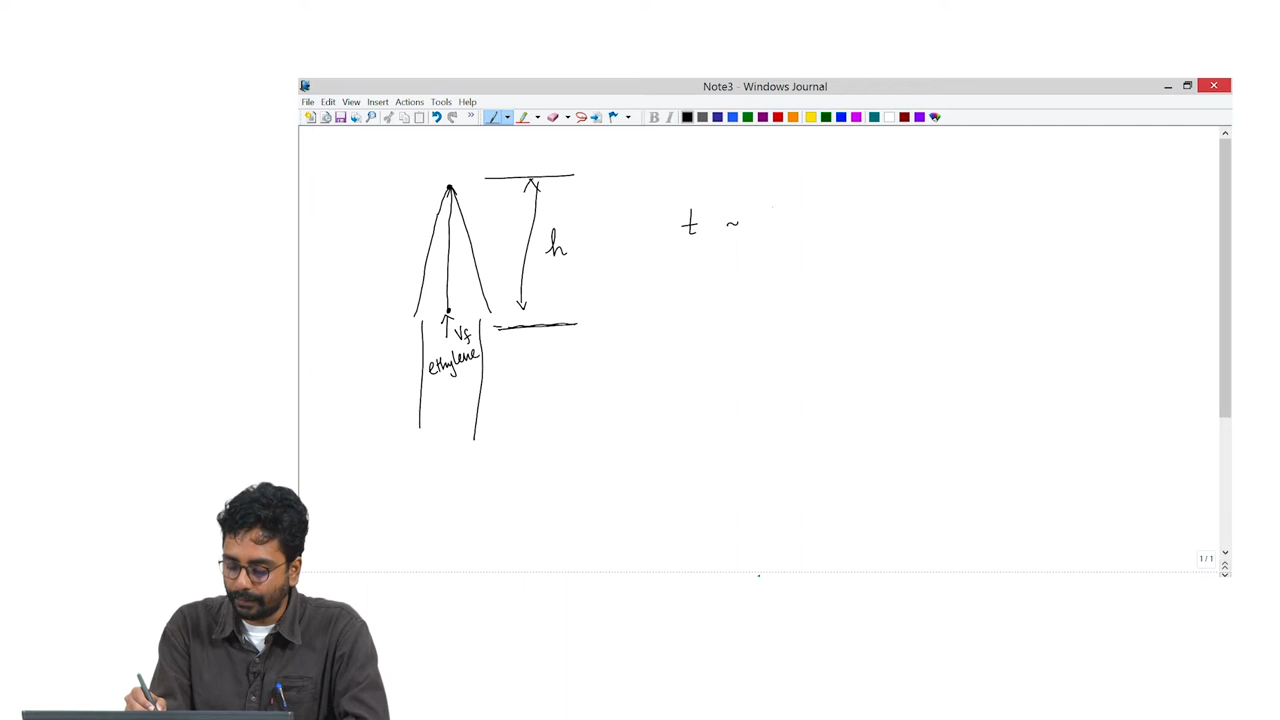 Note3 - Windows Journal
File Edit View Insert Actions Tools Help
B I
h
t ~
Vf
ethylene
1 / 1